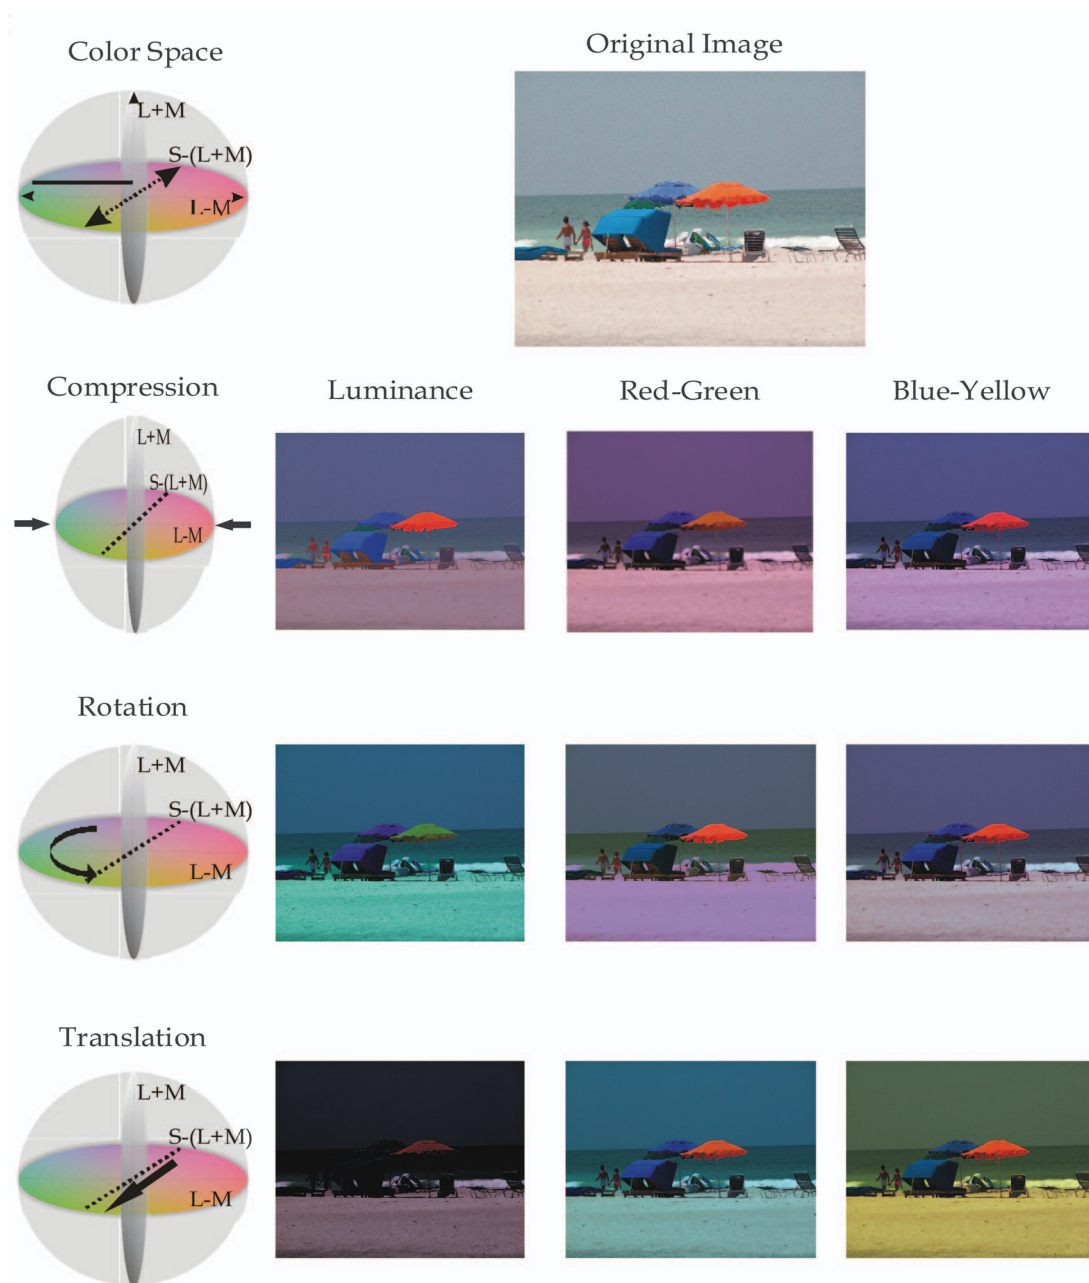 Color Space
Original Image
L+M
S-(L+M)
L-M
Compression
Luminance
Red-Green
Blue-Yellow
L+M
S-(L+M)
L-M
Rotation
L+M
S-(L+M)
L-M
Translation
L+M
S-(L+M)
L-M